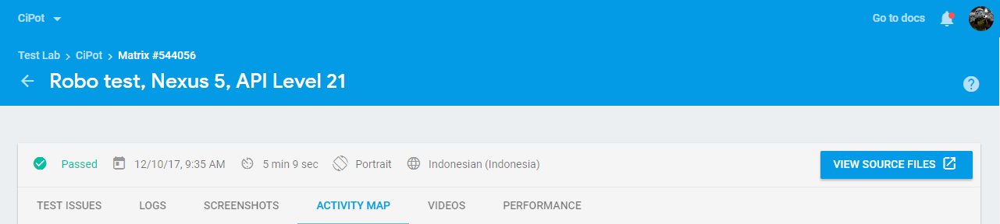 CiPot
Go to docs
Test Lab > CiPot > Matrix #544056
Robo test, Nexus 5, API Level 21
?
Passed 12/10/17, 9:35 AM 5 min 9 sec Portrait Indonesian (Indonesia)
VIEW SOURCE FILES
TEST ISSUES LOGS SCREENSHOTS ACTIVITY MAP VIDEOS PERFORMANCE